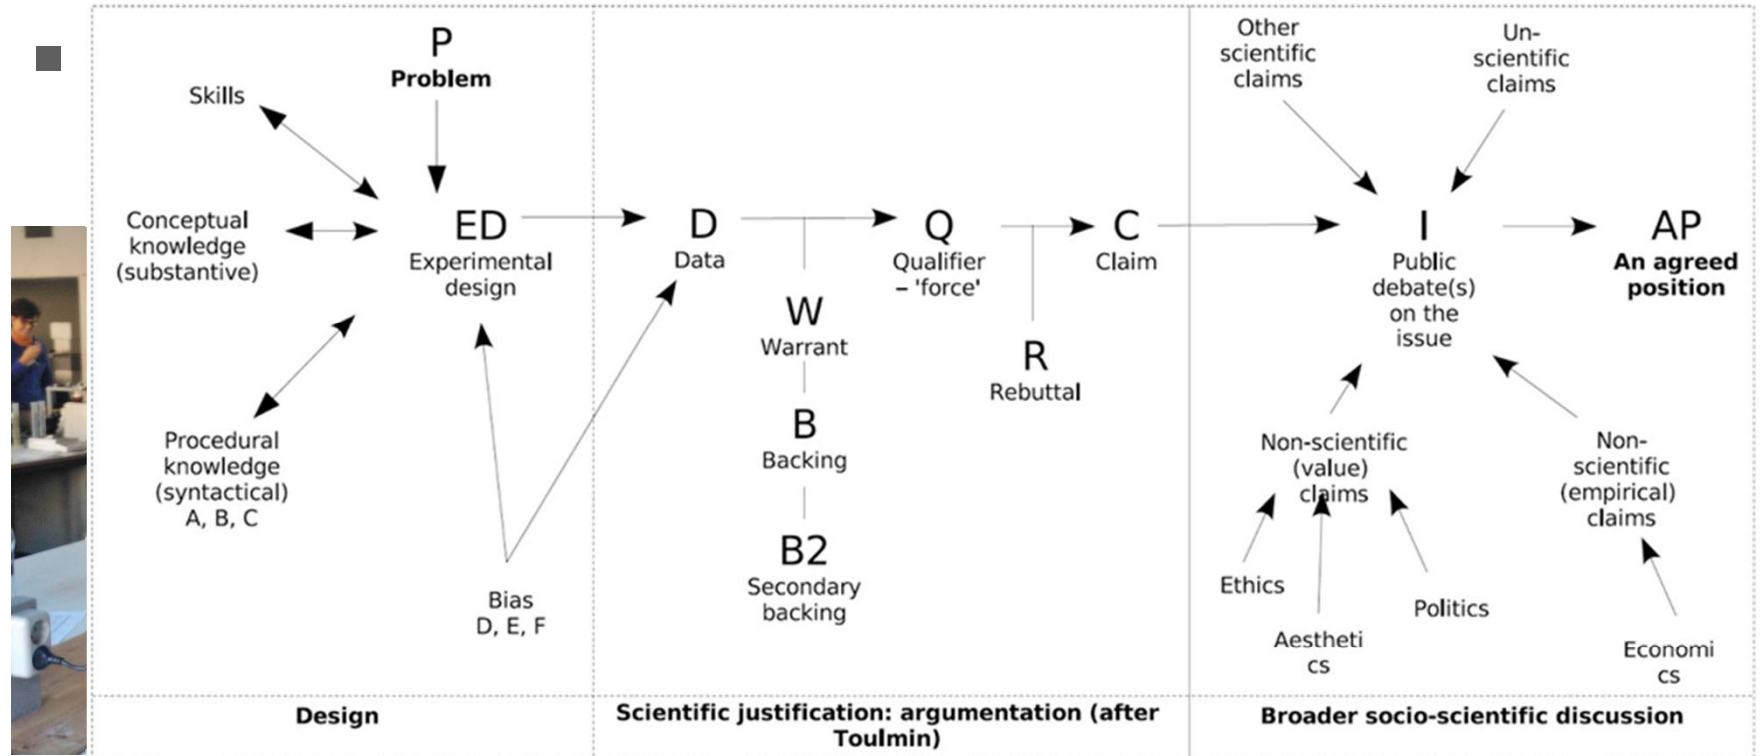 P
Problem
Skills
Conceptual
knowledge
(substantive)
ED
Experimental
design
Procedural
knowledge
(syntactical)
A, B, C
Bias
D, E, F
Design
D
Data
W
Warrant
B
Backing
B2
Secondary
backing
Q
Qualifier
– 'force'
R
Rebuttal
C
Claim
Scientific justification: argumentation (after
Toulmin)
Other
scientific
claims
Un-
scientific
claims
I
Public
debate(s)
on the
issue
AP
An agreed
position
Non-scientific
(value)
claims
Non-
scientific
(empirical)
claims
Ethics
Aestheti
cs
Politics
Economi
cs
Broader socio-scientific discussion